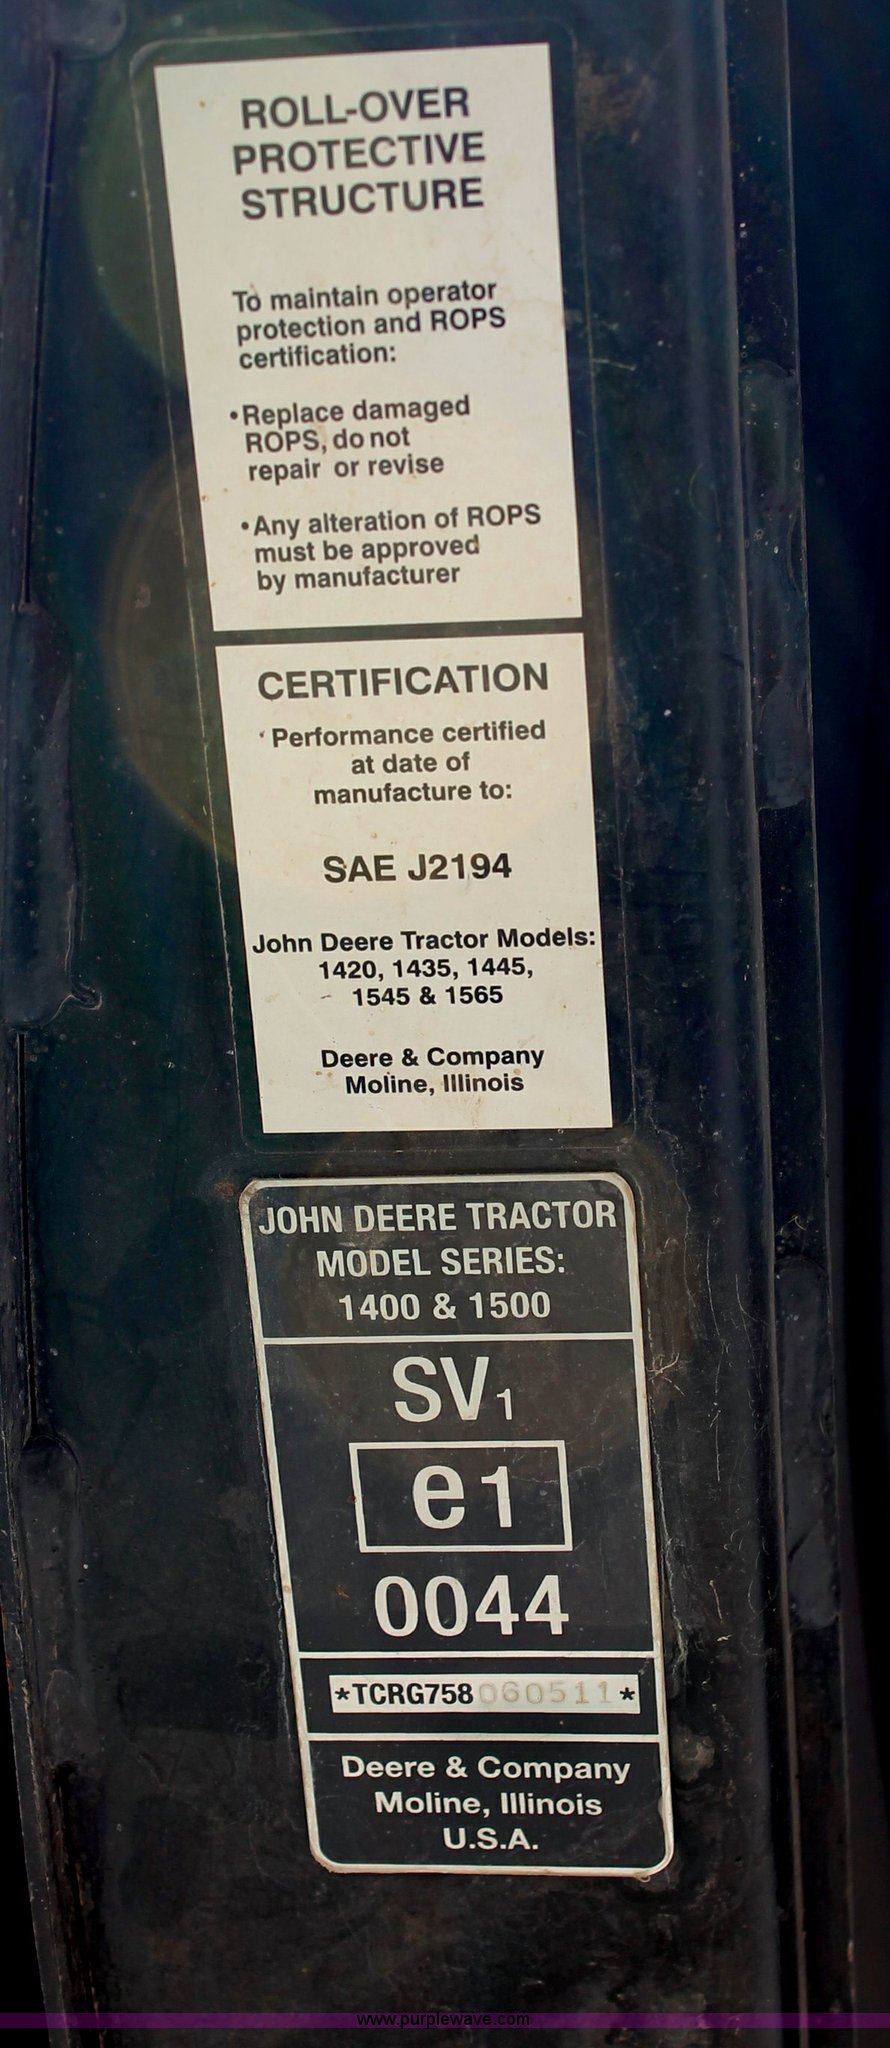 ROLL-OVER
PROTECTIVE
STRUCTURE
To maintain operator
protection and ROPS
certification:
•Replace damaged
ROPS, do not
repair or revise
•Any alteration of ROPS
must be approved
by manufacturer
CERTIFICATION
Performance certified
at date of
manufacture to:
SAE J2194
John Deere Tractor Models:
1420, 1435, 1445,
1545 & 1565
Deere & Company
Moline, Illinois
JOHN DEERE TRACTOR
MODEL SERIES:
1400 & 1500
SV1
e1
0044
*TCRG758060511*
Deere & Company
Moline, Illinois
U.S.A.
www.purplewave.com